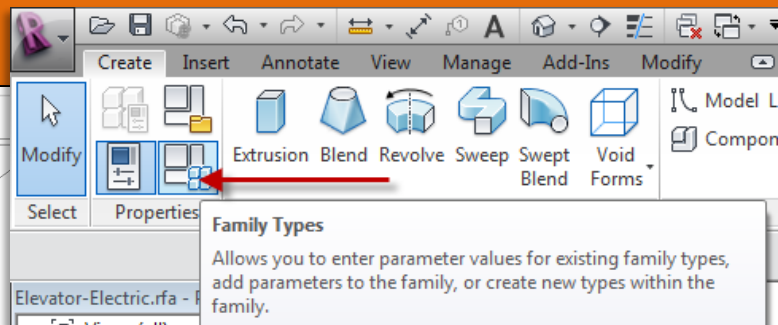 Create Insert Annotate View Manage Add-Ins Modify
Modify Extrusion Blend Revolve Sweep Swept Blend Void Forms Model L
Compon
Select Properties
Family Types
Allows you to enter parameter values for existing family types,
add parameters to the family, or create new types within the
family.
Elevator-Electric.rfa -